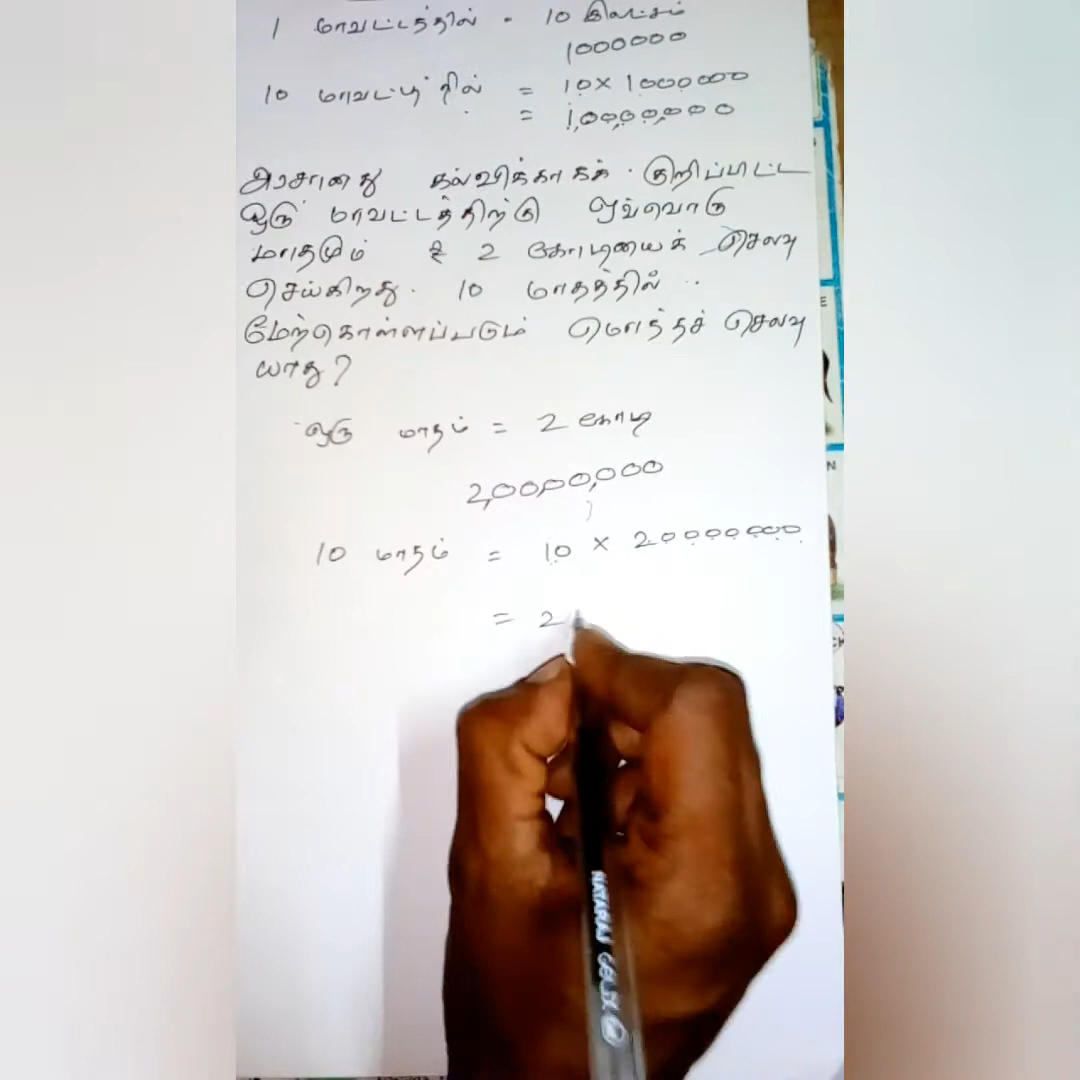 1 மாவட்டத்தில் = 10 இலட்சம்
1000000
10 மாவட்டத்தில் = 10 × 1000000
= 1,00,00,000
அரசானது கல்விக்காகக் குறிப்பிட்ட
ஒரு மாவட்டத்திற்கு ஒவ்வொரு
மாதமும் ₹ 2 கோடியைக் செலவு
செய்கிறது. 10 மாதத்தில்
மேற்கொள்ளப்படும் மொத்தச் செலவு
யாது?
ஒரு மாதம் = 2 கோடி
2,00,00,000
10 மாதம் = 10 × 20000000
= 2
NATARAJ